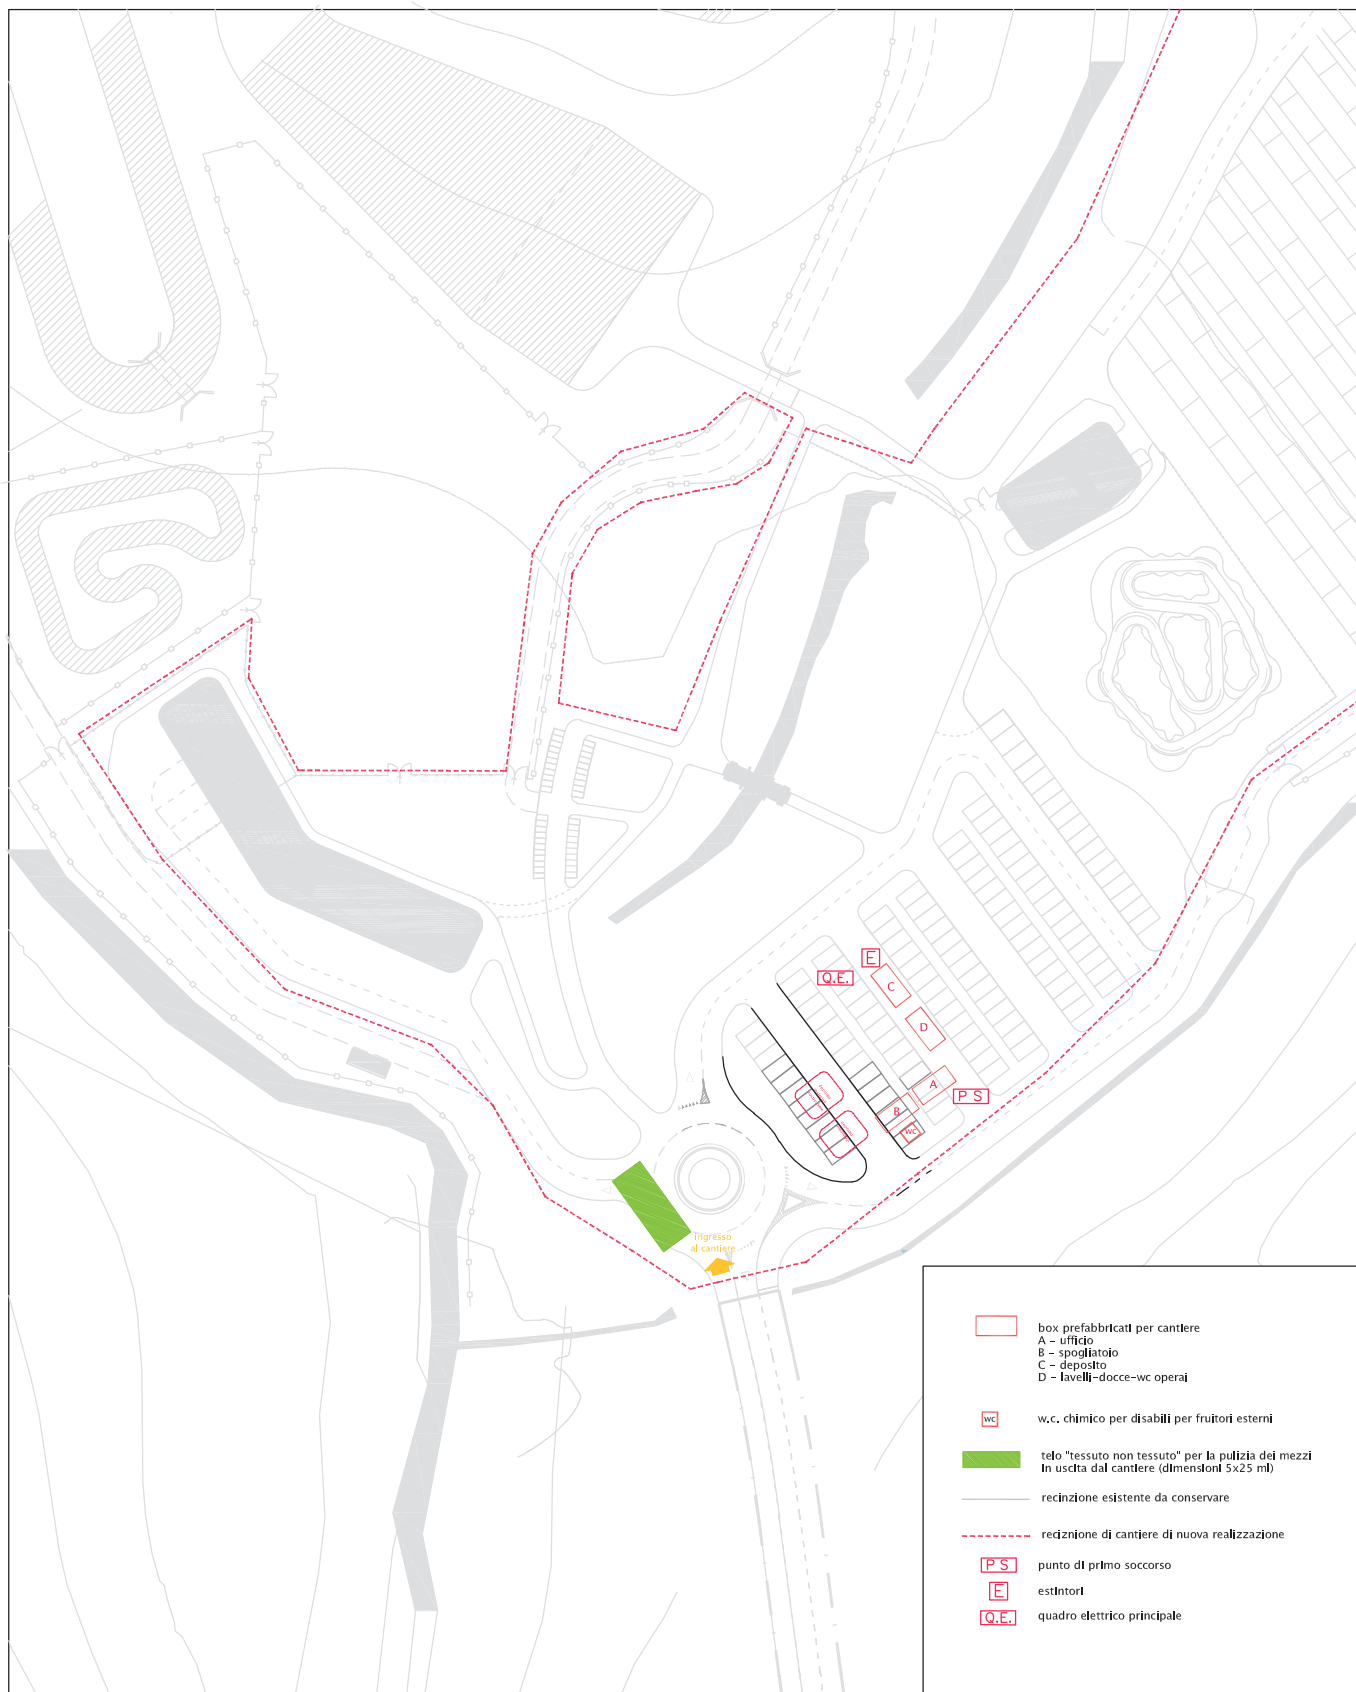 E
Q.E.
C
D
A
P S
B
WC
Ingresso
al cantiere
box prefabbricati per cantiere
A - ufficio
B - spogliatoio
C - deposito
D - lavelli-docce-wc operai
WC
w.c. chimico per disabili per fruitori esterni
telo "tessuto non tessuto" per la pulizia dei mezzi
in uscita dal cantiere (dimensioni 5x25 ml)
recinzione esistente da conservare
reciznione di cantiere di nuova realizzazione
P S
punto di primo soccorso
E
estintori
Q.E.
quadro elettrico principale